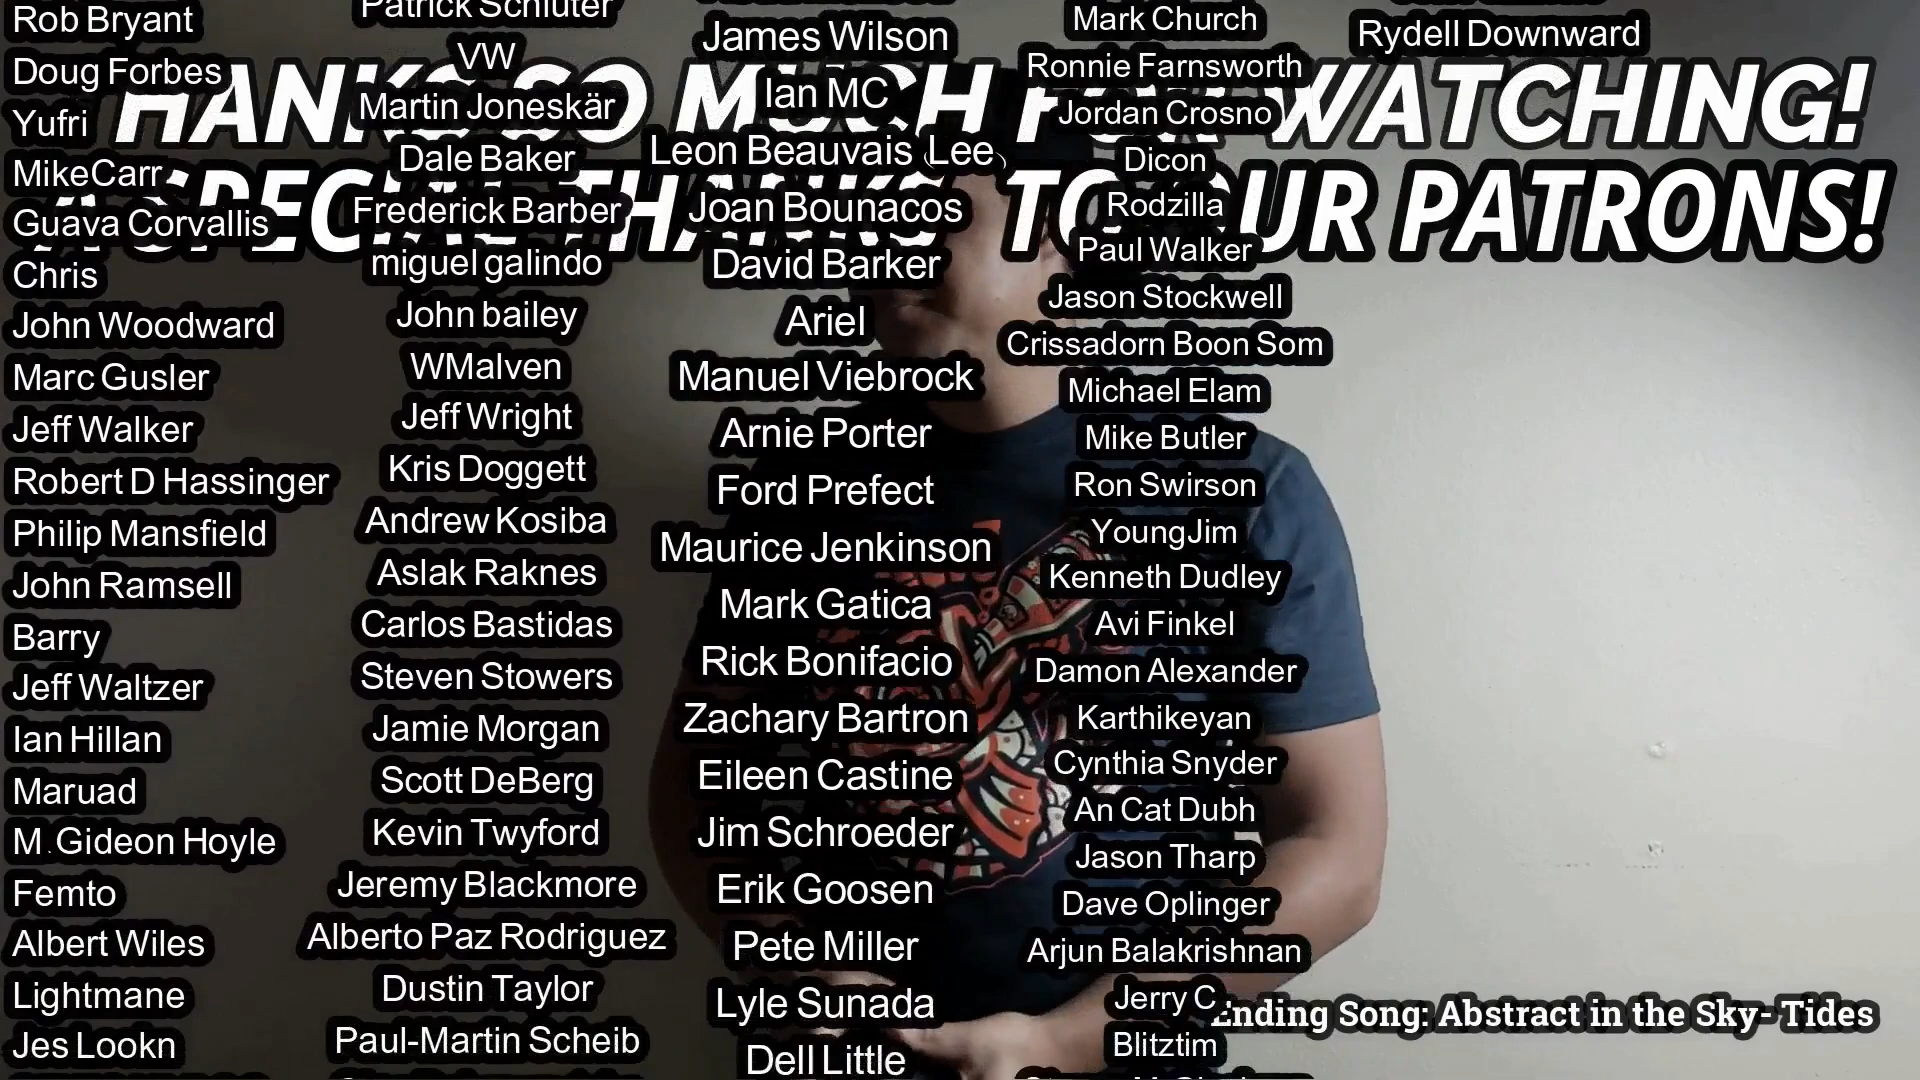 THANKS SO MUCH FOR WATCHING!
A SPECIAL THANKS TO OUR PATRONS!
Rob Bryant
Doug Forbes
Yufri
MikeCarr
Guava Corvallis
Chris
John Woodward
Marc Gusler
Jeff Walker
Robert D Hassinger
Philip Mansfield
John Ramsell
Barry
Jeff Waltzer
Ian Hillan
Maruad
M. Gideon Hoyle
Femto
Albert Wiles
Lightmane
Jes Lookn
Patrick Schluter
VW
Martin Joneskär
Dale Baker
Frederick Barber
miguel galindo
John bailey
WMalven
Jeff Wright
Kris Doggett
Andrew Kosiba
Aslak Raknes
Carlos Bastidas
Steven Stowers
Jamie Morgan
Scott DeBerg
Kevin Twyford
Jeremy Blackmore
Alberto Paz Rodriguez
Dustin Taylor
Paul-Martin Scheib
James Wilson
Ian MC
Leon Beauvais (Lee)
Joan Bounacos
David Barker
Ariel
Manuel Viebrock
Arnie Porter
Ford Prefect
Maurice Jenkinson
Mark Gatica
Rick Bonifacio
Zachary Bartron
Eileen Castine
Jim Schroeder
Erik Goosen
Pete Miller
Lyle Sunada
Dell Little
Mark Church
Ronnie Farnsworth
Jordan Crosno
Dicon
Rodzilla
Paul Walker
Jason Stockwell
Crissadorn Boon Som
Michael Elam
Mike Butler
Ron Swirson
YoungJim
Kenneth Dudley
Avi Finkel
Damon Alexander
Karthikeyan
Cynthia Snyder
An Cat Dubh
Jason Tharp
Dave Oplinger
Arjun Balakrishnan
Jerry C
Blitztim
Rydell Downward
Ending Song: Abstract in the Sky- Tides